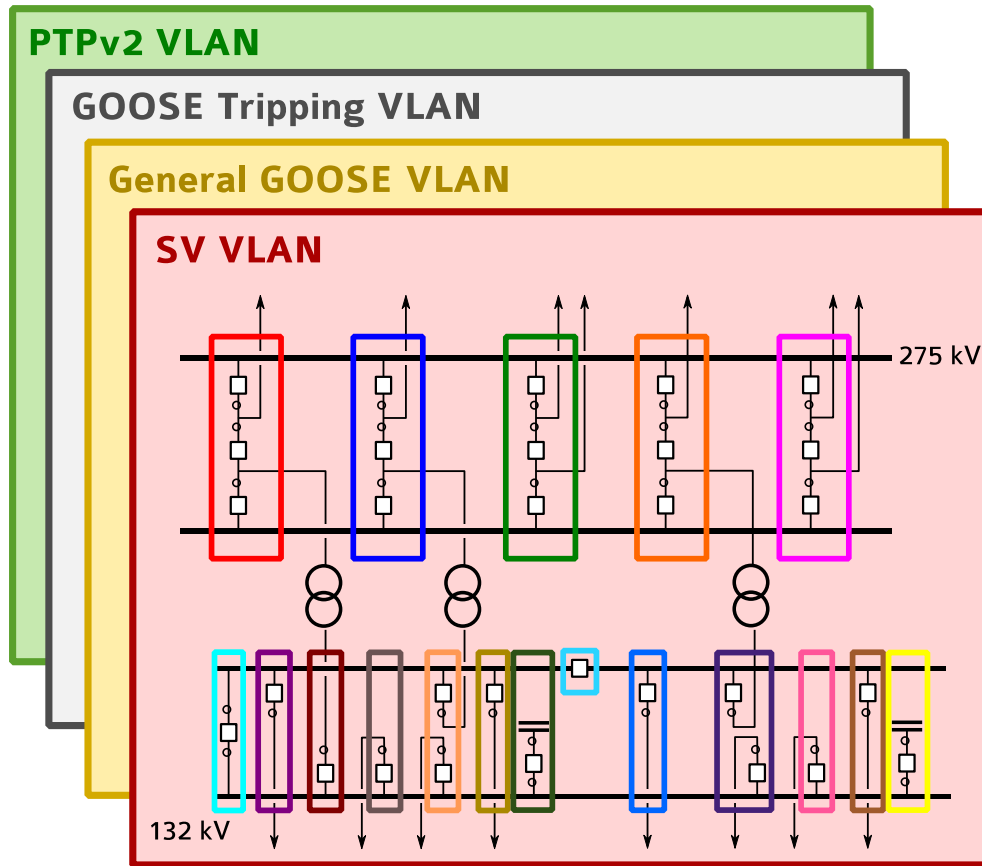 PTPv2 VLAN
GOOSE Tripping VLAN
General GOOSE VLAN
SV VLAN
275 kV
132 kV